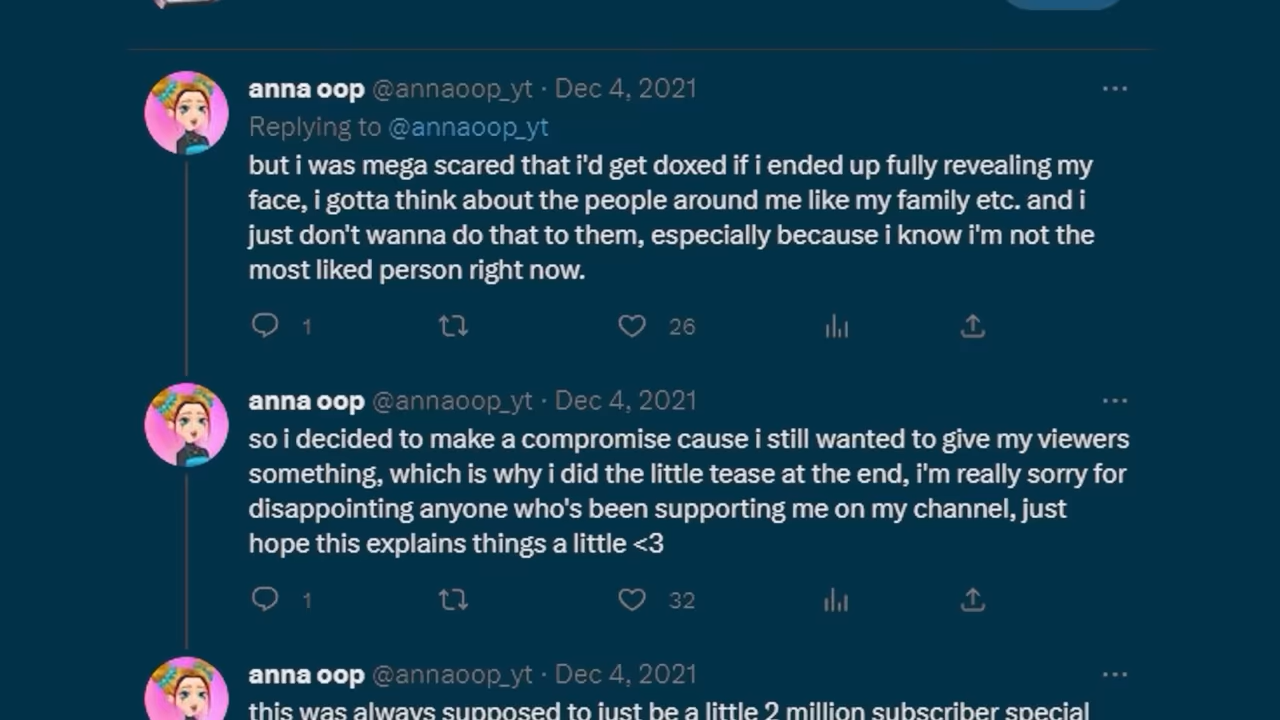 anna oop @annaoop_yt · Dec 4, 2021
Replying to @annaoop_yt
but i was mega scared that i'd get doxed if i ended up fully revealing my
face, i gotta think about the people around me like my family etc. and i
just don't wanna do that to them, especially because i know i'm not the
most liked person right now.
1 26
anna oop @annaoop_yt · Dec 4, 2021
so i decided to make a compromise cause i still wanted to give my viewers
something, which is why i did the little tease at the end, i'm really sorry for
disappointing anyone who's been supporting me on my channel, just
hope this explains things a little <3
1 32
anna oop @annaoop_yt · Dec 4, 2021
this was always supposed to just be a little 2 million subscriber special